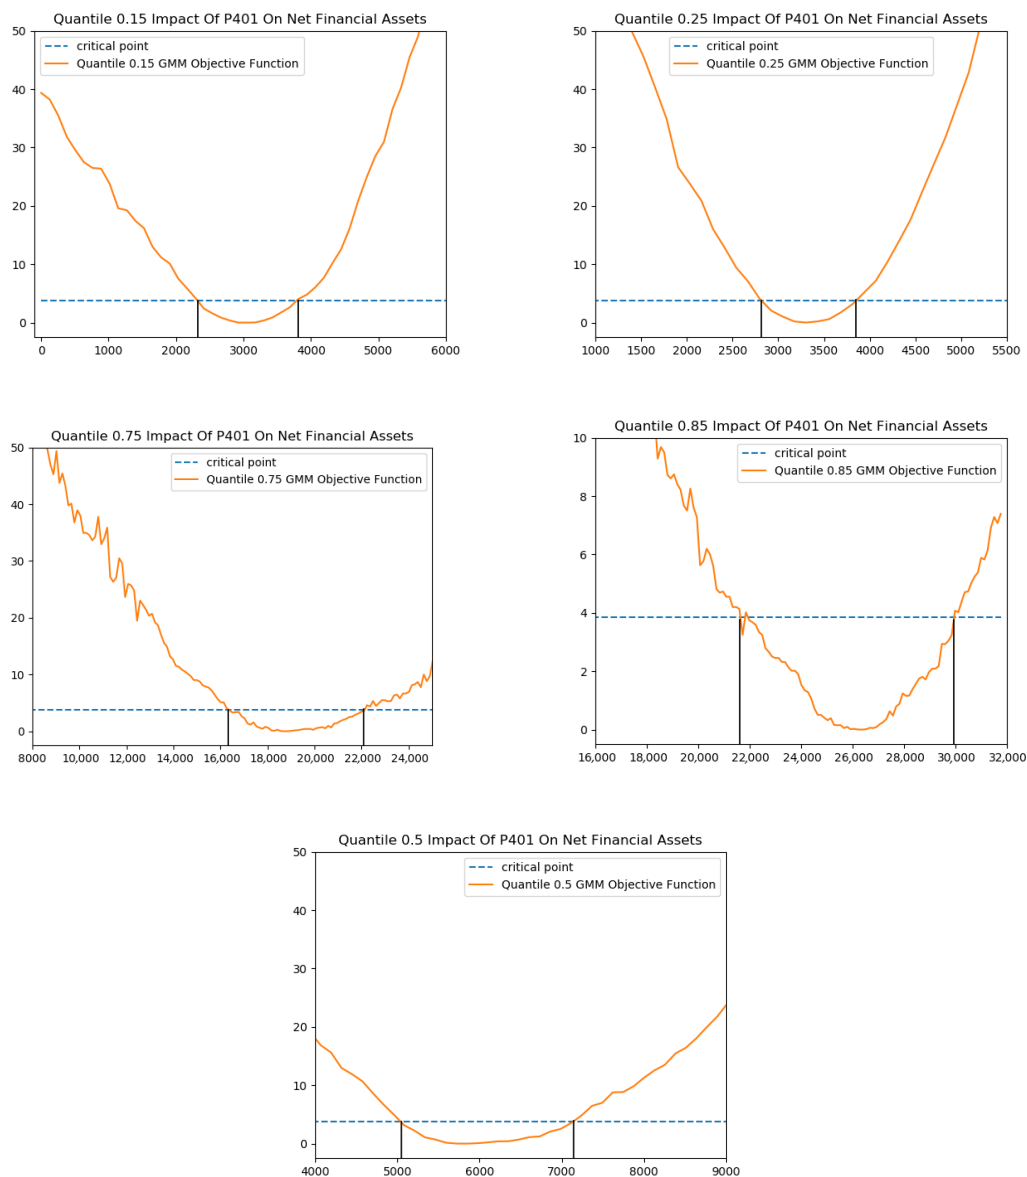 Quantile 0.15 Impact Of P401 On Net Financial Assets
critical point
Quantile 0.15 GMM Objective Function
50
40
30
20
10
0
0 1000 2000 3000 4000 5000 6000
Quantile 0.25 Impact Of P401 On Net Financial Assets
critical point
Quantile 0.25 GMM Objective Function
50
40
30
20
10
0
1000 1500 2000 2500 3000 3500 4000 4500 5000 5500
Quantile 0.75 Impact Of P401 On Net Financial Assets
critical point
Quantile 0.75 GMM Objective Function
50
40
30
20
10
0
8000 10,000 12,000 14,000 16,000 18,000 20,000 22,000 24,000
Quantile 0.85 Impact Of P401 On Net Financial Assets
critical point
Quantile 0.85 GMM Objective Function
10
8
6
4
2
0
16,000 18,000 20,000 22,000 24,000 26,000 28,000 30,000 32,000
Quantile 0.5 Impact Of P401 On Net Financial Assets
critical point
Quantile 0.5 GMM Objective Function
50
40
30
20
10
0
4000 5000 6000 7000 8000 9000